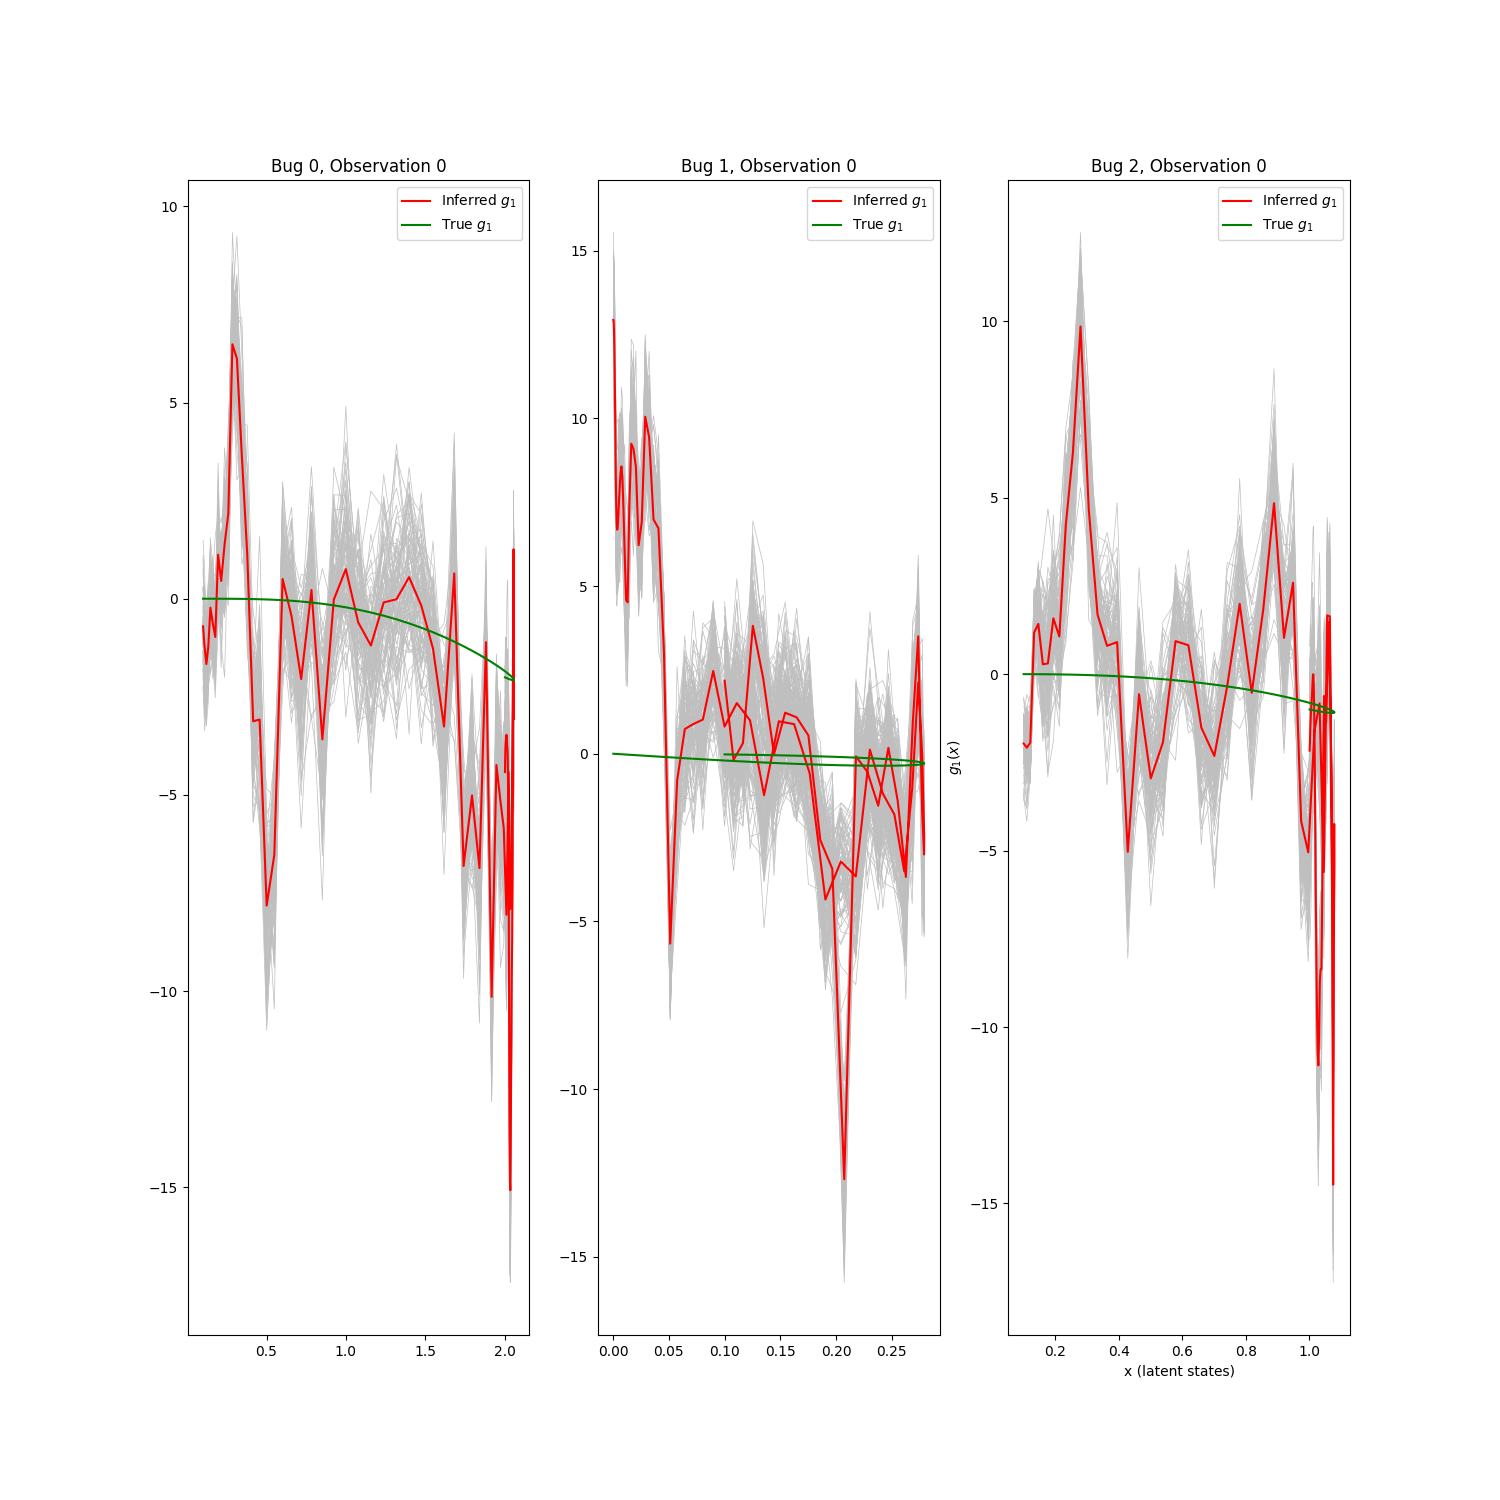 Bug 0, Observation 0
Inferred g₁
True g₁
10
5
0
−5
−10
−15
0.5 1.0 1.5 2.0
Bug 1, Observation 0
Inferred g₁
True g₁
15
10
5
0
−5
−10
−15
0.00 0.05 0.10 0.15 0.20 0.25
Bug 2, Observation 0
Inferred g₁
True g₁
g₁(x)
10
5
0
−5
−10
−15
0.2 0.4 0.6 0.8 1.0
x (latent states)